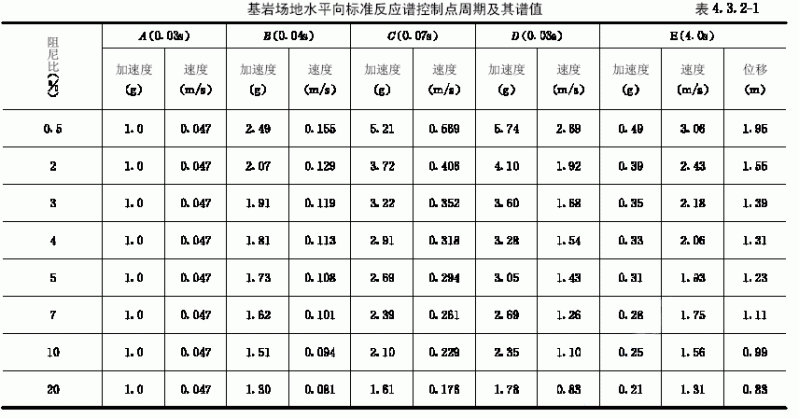 基岩场地水平向标准反应谱控制点周期及其谱值 表4.3.2-1
阻尼比(%) A(0.03s) B(0.04s) C(0.07s) D(0.03s) E(4.0s)
加速度(g) 速度(m/s) 加速度(g) 速度(m/s) 加速度(g) 速度(m/s) 加速度(g) 速度(m/s) 加速度(g) 速度(m/s) 位移(m)
0.5 1.0 0.047 2.49 0.155 5.21 0.569 5.74 2.69 0.49 3.06 1.95
2 1.0 0.047 2.07 0.129 3.72 0.406 4.10 1.92 0.39 2.43 1.55
3 1.0 0.047 1.91 0.119 3.22 0.352 3.60 1.68 0.35 2.18 1.39
4 1.0 0.047 1.81 0.113 2.91 0.318 3.28 1.54 0.33 2.06 1.31
5 1.0 0.047 1.73 0.108 2.69 0.294 3.05 1.43 0.31 1.93 1.23
7 1.0 0.047 1.62 0.101 2.39 0.261 2.69 1.26 0.28 1.75 1.11
10 1.0 0.047 1.51 0.094 2.10 0.229 2.35 1.10 0.25 1.56 0.99
20 1.0 0.047 1.30 0.081 1.61 0.176 1.78 0.83 0.21 1.31 0.83